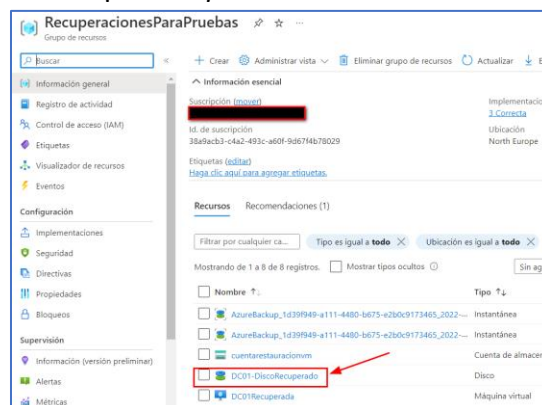 RecuperacionesParaPruebas
Grupo de recursos
Buscar
Crear Administrar vista Eliminar grupo de recursos Actualizar
Información general
Registro de actividad
Control de acceso (IAM)
Etiquetas
Visualizador de recursos
Eventos
Configuración
Implementaciones
Seguridad
Directivas
Propiedades
Bloqueos
Supervisión
Información (versión preliminar)
Alertas
Métricas
Información esencial
Suscripción (mover)
Implementacio
3 Correcta
Id. de suscripción
38a9acb3-c4a2-493c-a60f-9d67f4b78029
Ubicación
North Europe
Etiquetas (editar)
Haga clic aquí para agregar etiquetas.
Recursos Recomendaciones (1)
Filtrar por cualquier ca... Tipo es igual a todo Ubicación es igual a todo
Mostrando de 1 a 8 de 8 registros. Mostrar tipos ocultos Sin ag
Nombre Tipo
AzureBackup_1d39f949-a111-4480-b675-e2b0c9173465_2022-... Instantánea
AzureBackup_1d39f949-a111-4480-b675-e2b0c9173465_2022-... Instantánea
cuentarestauracionvm Cuenta de almacer
DC01-DiscoRecuperado Disco
DC01Recuperada Máquina virtual